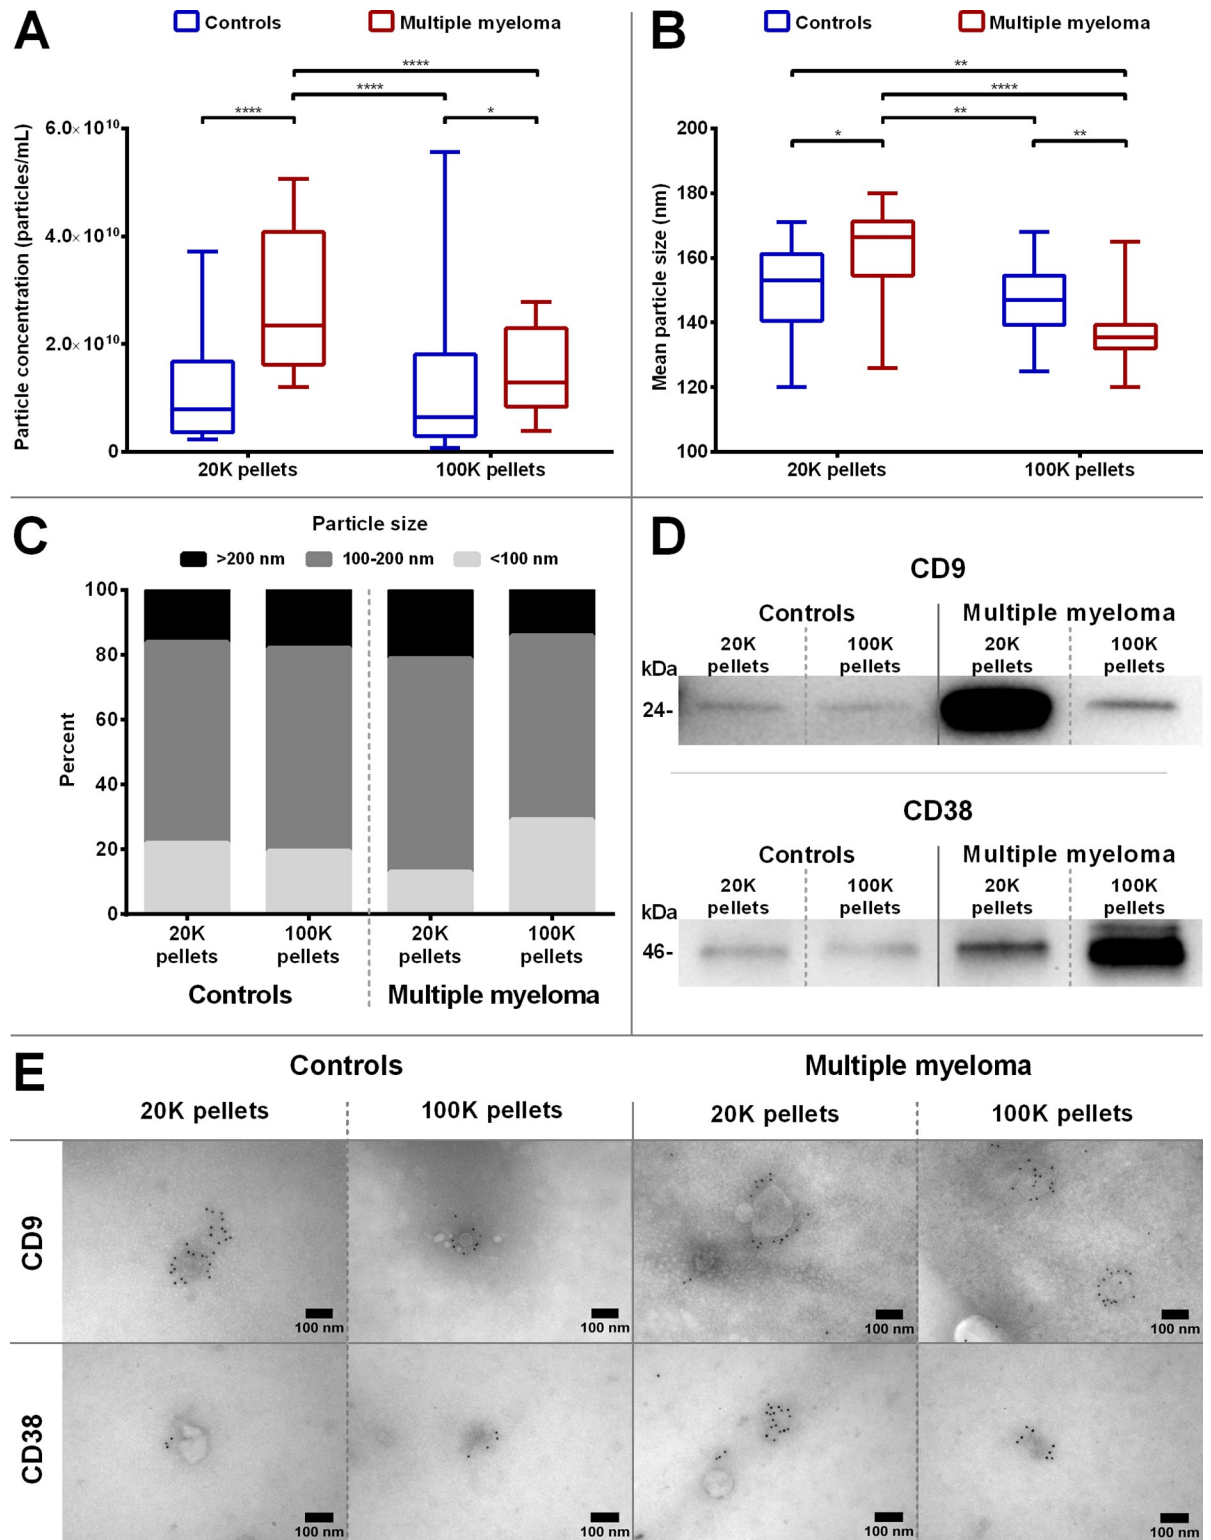 A
Controls
Multiple myeloma
****
****
****
*
Particle concentration (particles/mL)
6.0×10¹⁰
4.0×10¹⁰
2.0×10¹⁰
0
20K pellets
100K pellets
B
Controls
Multiple myeloma
**
****
**
*
**
Mean particle size (nm)
200
180
160
140
120
100
20K pellets
100K pellets
C
Particle size
>200 nm
100-200 nm
<100 nm
Percent
100
80
60
40
20
0
20K
pellets
100K
pellets
20K
pellets
100K
pellets
Controls
Multiple myeloma
D
CD9
Controls
Multiple myeloma
20K
pellets
100K
pellets
20K
pellets
100K
pellets
kDa
24-
CD38
Controls
Multiple myeloma
20K
pellets
100K
pellets
20K
pellets
100K
pellets
kDa
46-
E
Controls
Multiple myeloma
20K pellets
100K pellets
20K pellets
100K pellets
CD9
100 nm
100 nm
100 nm
100 nm
CD38
100 nm
100 nm
100 nm
100 nm